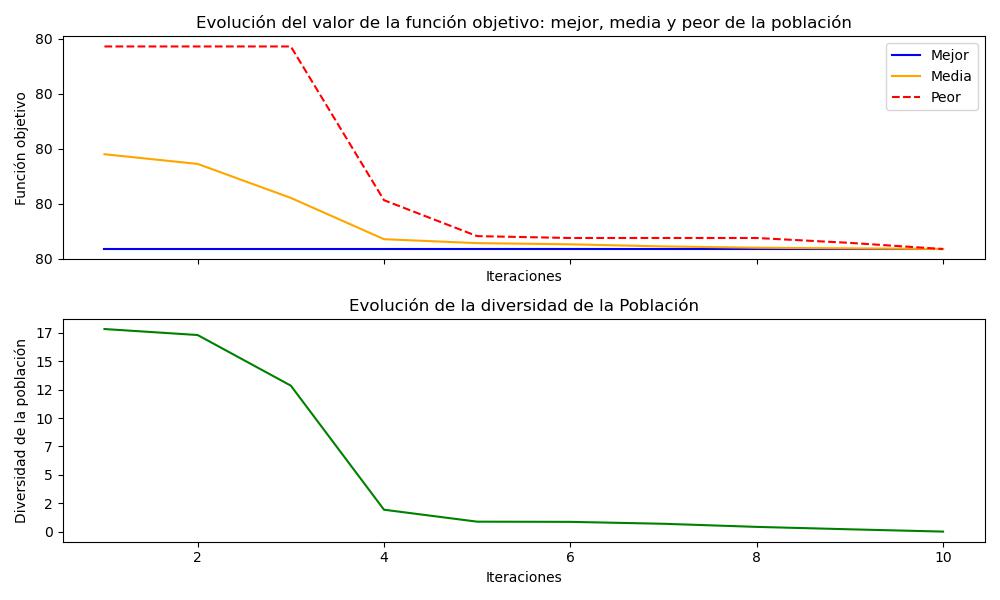 Evolución del valor de la función objetivo: mejor, media y peor de la población
80
80
80
80
80
Función objetivo
Mejor
Media
Peor
Iteraciones
Evolución de la diversidad de la Población
17
15
12
10
7
5
2
0
Diversidad de la población
2 4 6 8 10
Iteraciones